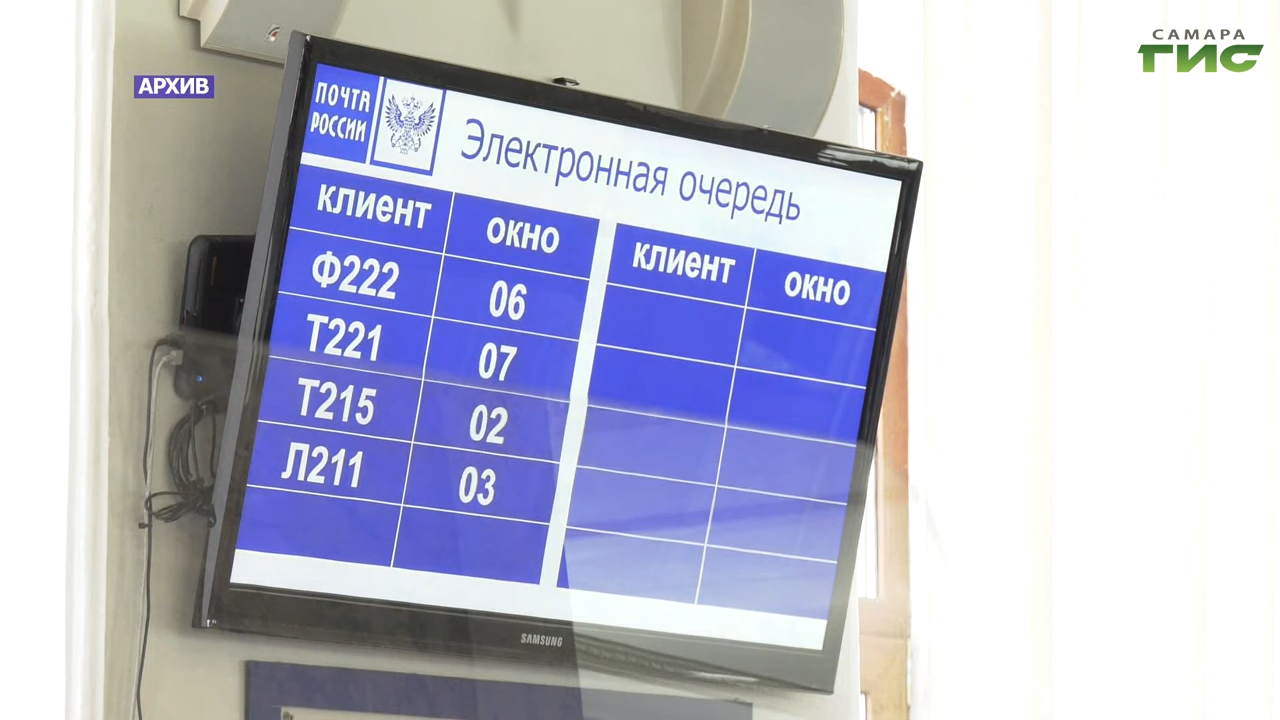 САМАРА
ГИС
АРХИВ
ПОЧТА
РОССИИ
Электронная очередь
клиент окно клиент окно
Ф222 06
Т221 07
Т215 02
Л211 03
SAMSUNG